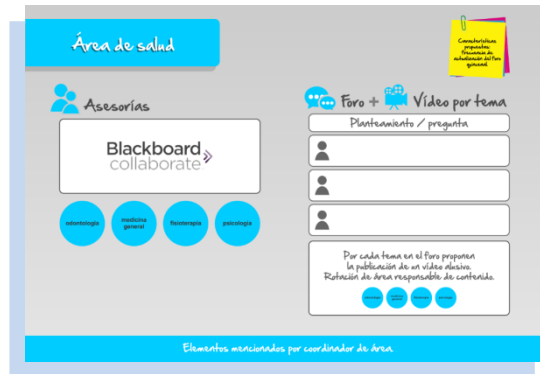 Área de salud
Características
propuestas:
Frecuencia de
actualización del Foro
quincenal
Asesorías
Foro + Vídeo por tema
Planteamiento / pregunta
Blackboard
collaborate
odontología
medicina
general
fisioterapia
psicología
Por cada tema en el foro proponen
la publicación de un vídeo alusivo.
Rotación de área responsable de contenido.
Elementos mencionados por coordinador de área